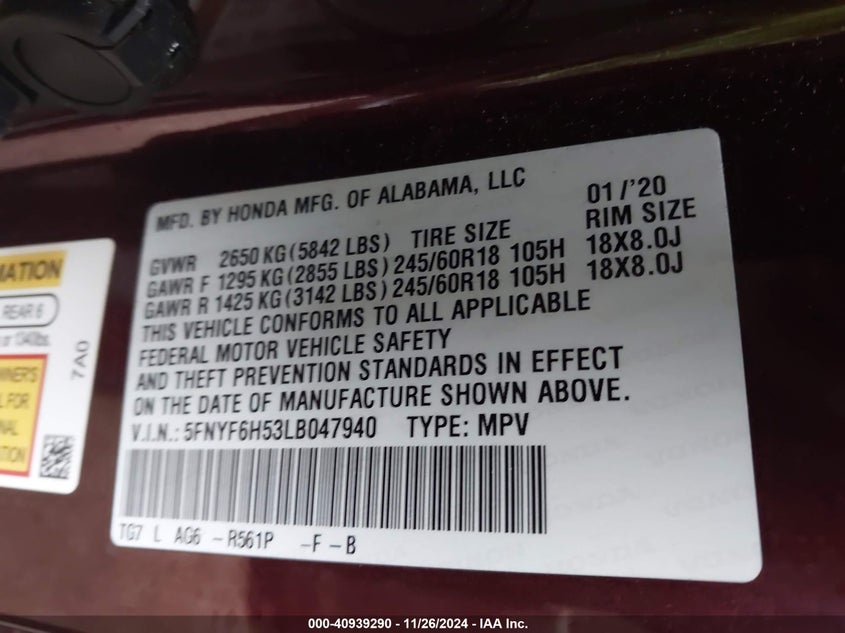 MFD. BY HONDA MFG. OF ALABAMA, LLC 01/'20
GVWR 2650 KG (5842 LBS) TIRE SIZE RIM SIZE
GAWR F 1295 KG (2855 LBS) 245/60R18 105H 18X8.0J
GAWR R 1425 KG (3142 LBS) 245/60R18 105H 18X8.0J
THIS VEHICLE CONFORMS TO ALL APPLICABLE
FEDERAL MOTOR VEHICLE SAFETY
AND THEFT PREVENTION STANDARDS IN EFFECT
ON THE DATE OF MANUFACTURE SHOWN ABOVE.
V.I.N.: 5FNYF6H53LB047940 TYPE: MPV
TG7 L AG6 -R561P -F -B
REAR 6
or 1340lbs.
7A0
FOR
000-40939290 - 11/26/2024 - IAA Inc.